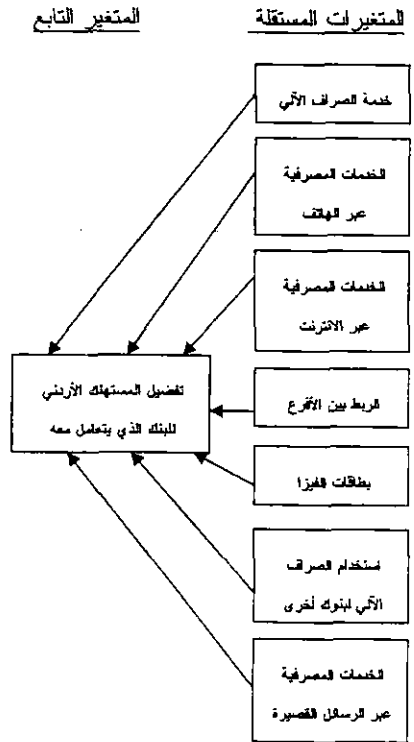 المتغيرات المستقلة
المتغير التابع
خدمة الصراف الآلي
الخدمات المصرفية
عبر الهاتف
الخدمات المصرفية
عبر الانترنت
تفضيل المستهلك الأردني
للبنك الذي يتعامل معه
الربط بين الأفرع
بطاقات الفيزا
استخدام الصراف
الآلي لبنوك أخرى
الخدمات المصرفية
عبر الرسائل القصيرة